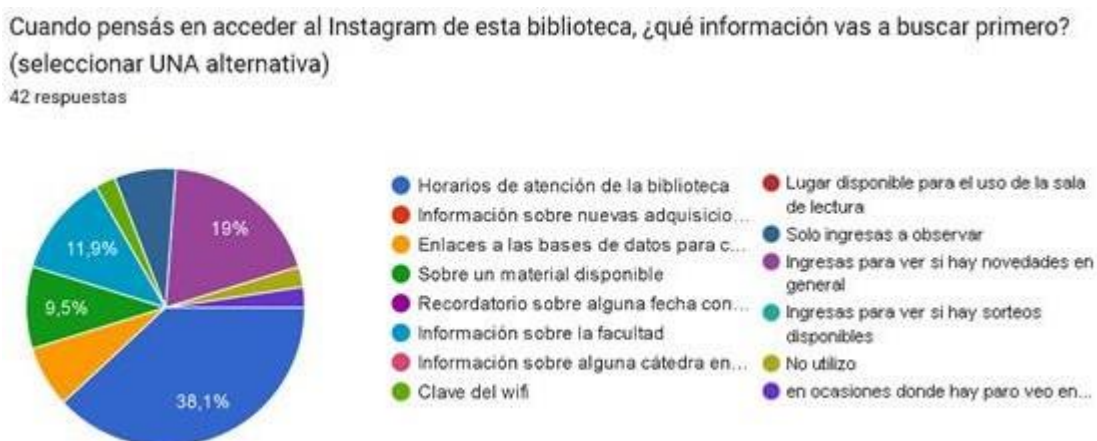 Cuando pensás en acceder al Instagram de esta biblioteca, ¿qué información vas a buscar primero?
(seleccionar UNA alternativa)
42 respuestas
19%
11,9%
9,5%
38,1%
Horarios de atención de la biblioteca
Información sobre nuevas adquisicio...
Enlaces a las bases de datos para c...
Sobre un material disponible
Recordatorio sobre alguna fecha con...
Información sobre la facultad
Información sobre alguna cátedra en...
Clave del wifi
Lugar disponible para el uso de la sala
de lectura
Solo ingresas a observar
Ingresas para ver si hay novedades en
general
Ingresas para ver si hay sorteos
disponibles
No utilizo
en ocasiones donde hay paro veo en...